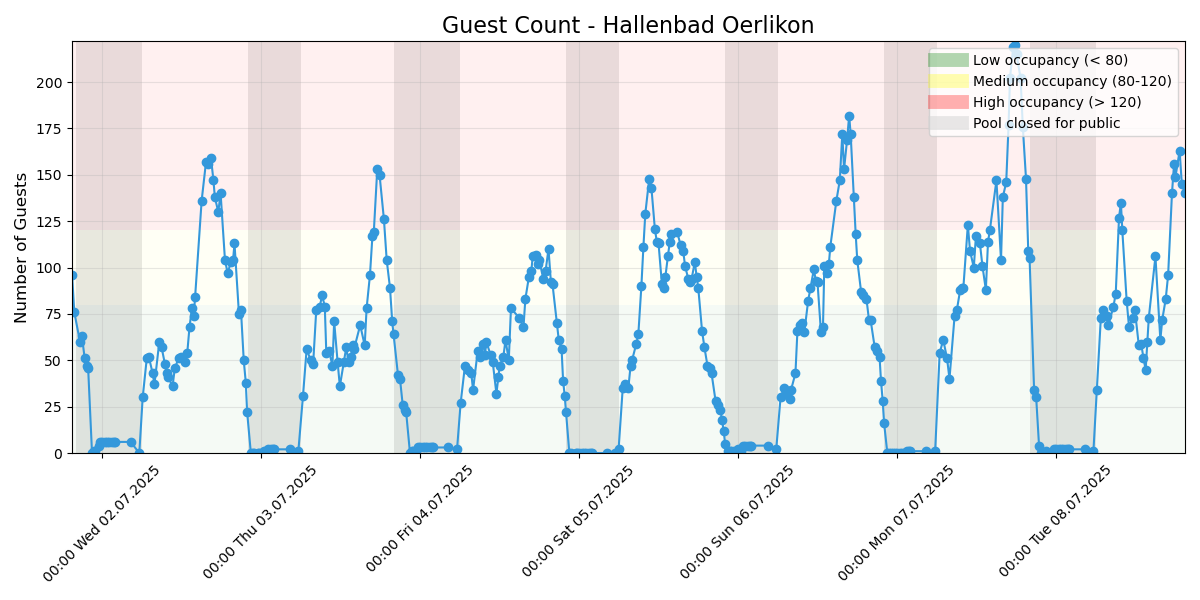 Guest Count - Hallenbad Oerlikon
Number of Guests
200
175
150
125
100
75
50
25
0
Low occupancy (< 80)
Medium occupancy (80-120)
High occupancy (> 120)
Pool closed for public
00:00 Wed 02.07.2025
00:00 Thu 03.07.2025
00:00 Fri 04.07.2025
00:00 Sat 05.07.2025
00:00 Sun 06.07.2025
00:00 Mon 07.07.2025
00:00 Tue 08.07.2025